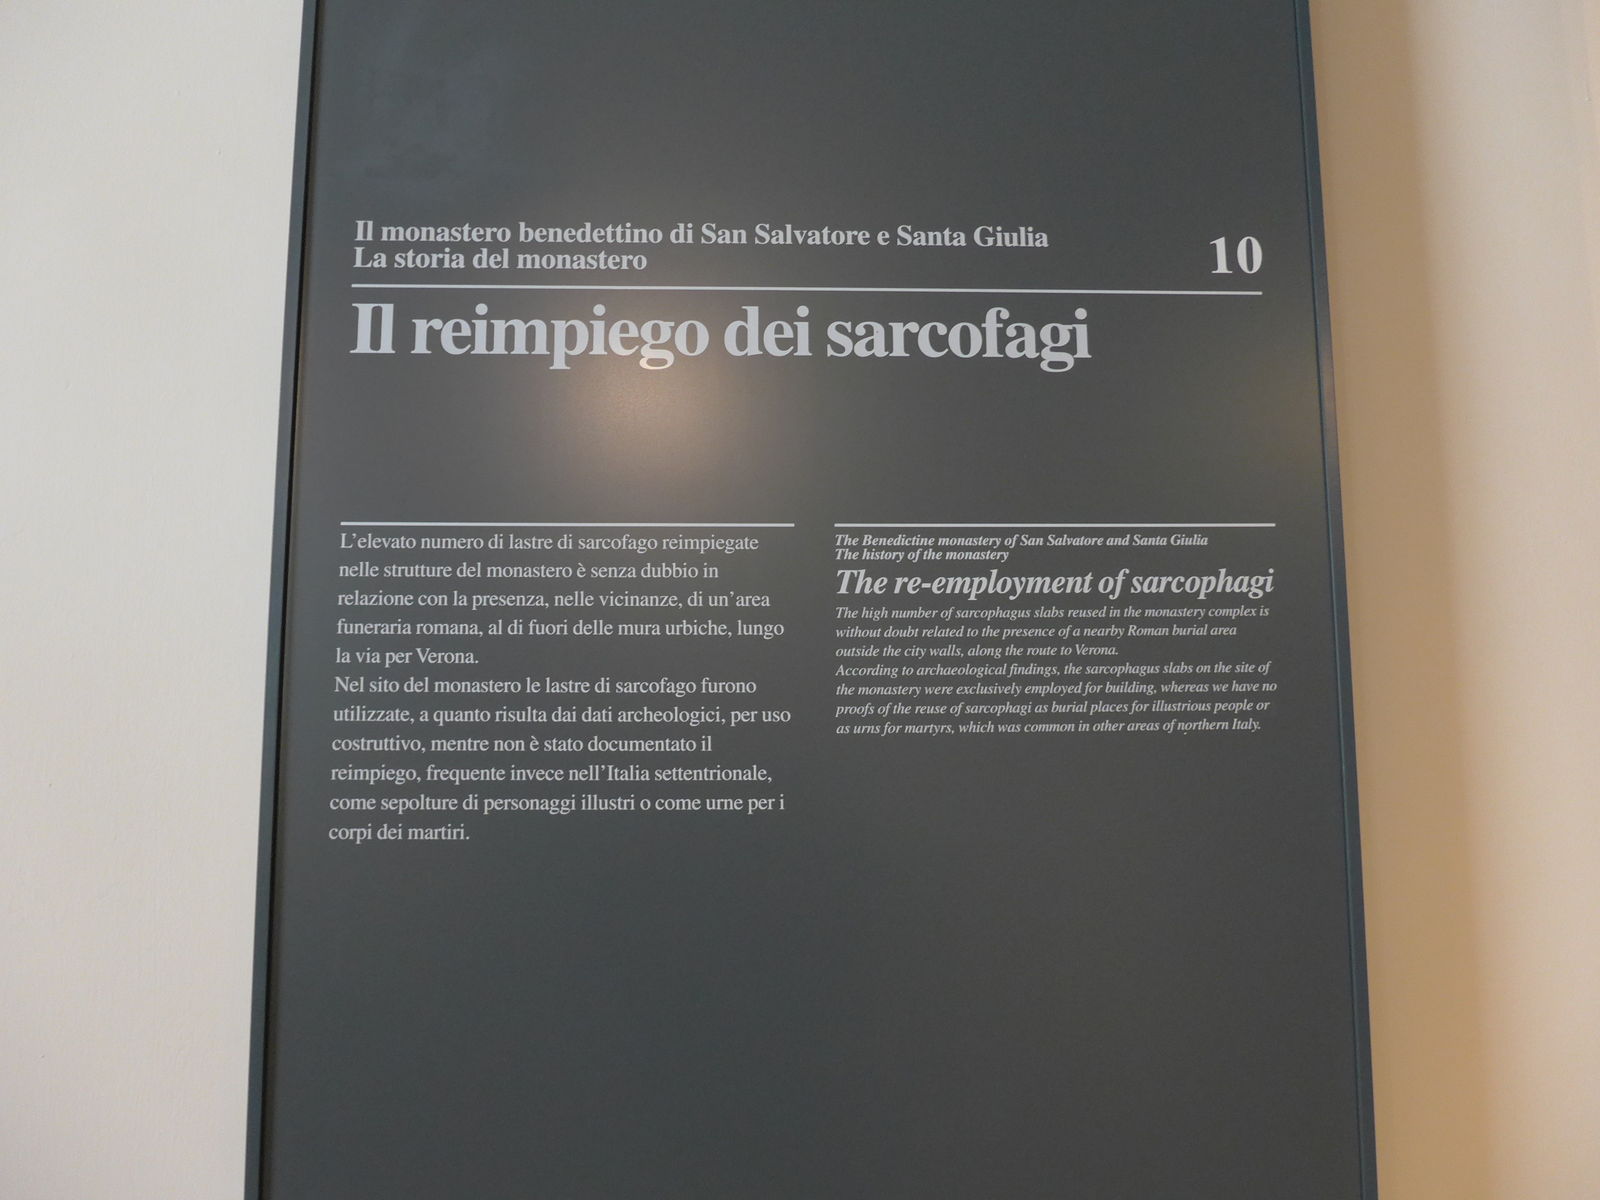 Il monastero benedettino di San Salvatore e Santa Giulia
La storia del monastero
10
Il reimpiego dei sarcofagi
L'elevato numero di lastre di sarcofago reimpiegate
nelle strutture del monastero è senza dubbio in
relazione con la presenza, nelle vicinanze, di un'area
funeraria romana, al di fuori delle mura urbiche, lungo
la via per Verona.
Nel sito del monastero le lastre di sarcofago furono
utilizzate, a quanto risulta dai dati archeologici, per uso
costruttivo, mentre non è stato documentato il
reimpiego, frequente invece nell'Italia settentrionale,
come sepolture di personaggi illustri o come urne per i
corpi dei martiri.
The Benedictine monastery of San Salvatore and Santa Giulia
The history of the monastery
The re-employment of sarcophagi
The high number of sarcophagus slabs reused in the monastery complex is
without doubt related to the presence of a nearby Roman burial area
outside the city walls, along the route to Verona.
According to archaeological findings, the sarcophagus slabs on the site of
the monastery were exclusively employed for building, whereas we have no
proofs of the reuse of sarcophagi as burial places for illustrious people or
as urns for martyrs, which was common in other areas of northern Italy.